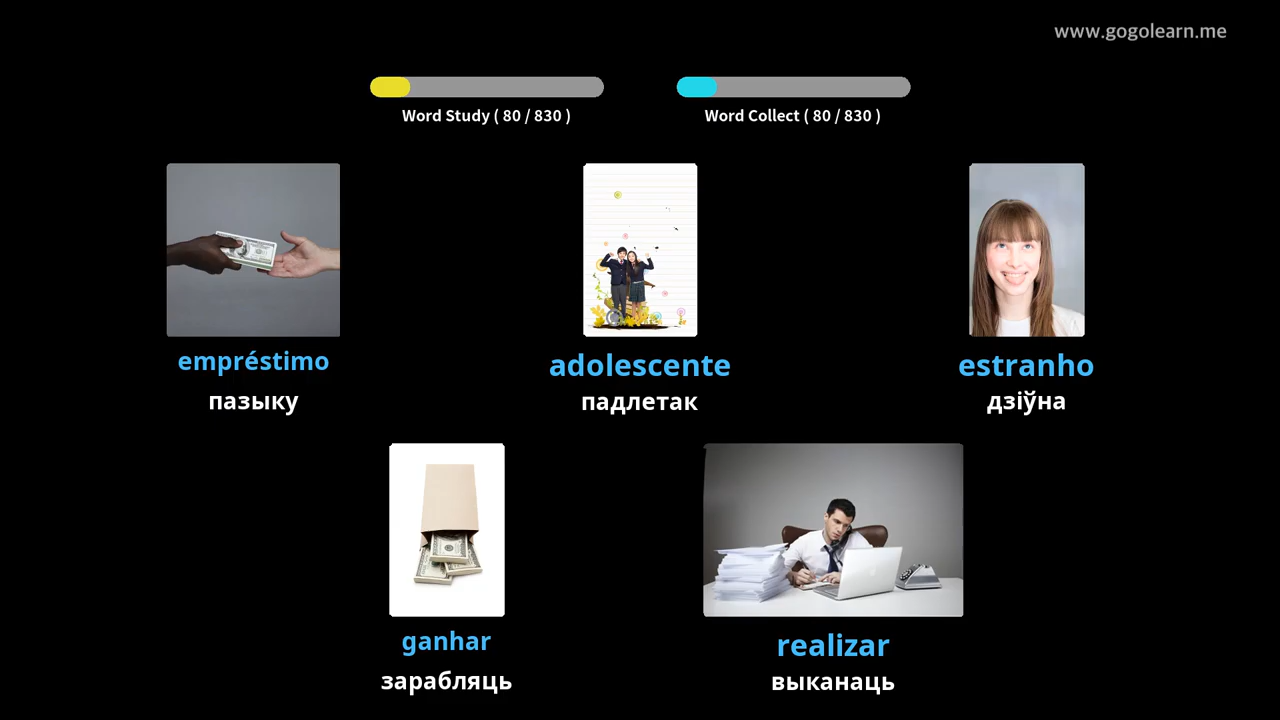 www.gogolearn.me
Word Study ( 80 / 830 )
Word Collect ( 80 / 830 )
empréstimo
пазыку
adolescente
падлетак
estranho
дзіўна
ganhar
зарабляць
realizar
выканаць